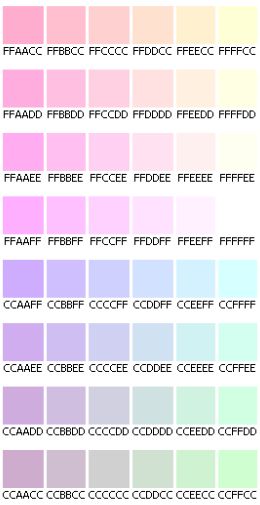 FFAACC FFBBCC FFCCCC FFDDCC FFEECC FFFFCC
FFAADD FFBBDD FFCCDD FFDDDD FFEEDD FFFFDD
FFAAEE FFBBEE FFCCEE FFDDEE FFEEEE FFFFEE
FFAAFF FFBBFF FFCCFF FFDDFF FFEEFF FFFFFF
CCAAFF CCBBFF CCCCFF CCDDFF CCEEFF CCFFFF
CCAAEE CCBBEE CCCCEE CCDDEE CCEEEE CCFFEE
CCAADD CCBBDD CCCCDD CCDDDD CCEEDD CCFFDD
CCAACC CCBBCC CCCCCC CCDDCC CCEECC CCFFCC